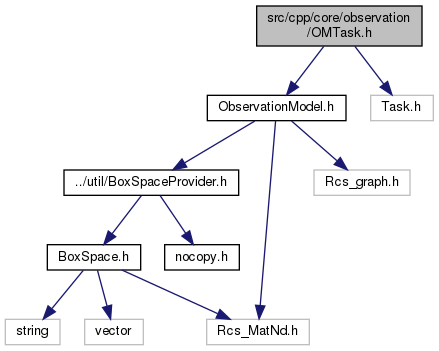 src/cpp/core/observation
/OMTask.h
ObservationModel.h
Task.h
../util/BoxSpaceProvider.h
Rcs_graph.h
BoxSpace.h
nocopy.h
string
vector
Rcs_MatNd.h